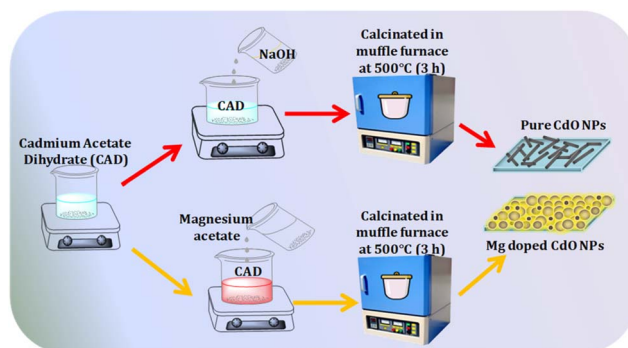 NaOH
CAD
Calcinated in
muffle furnace
at 500°C (3 h)
Pure CdO NPs
Cadmium Acetate
Dihydrate (CAD)
Magnesium
acetate
CAD
Calcinated in
muffle furnace
at 500°C (3 h)
Mg doped CdO NPs